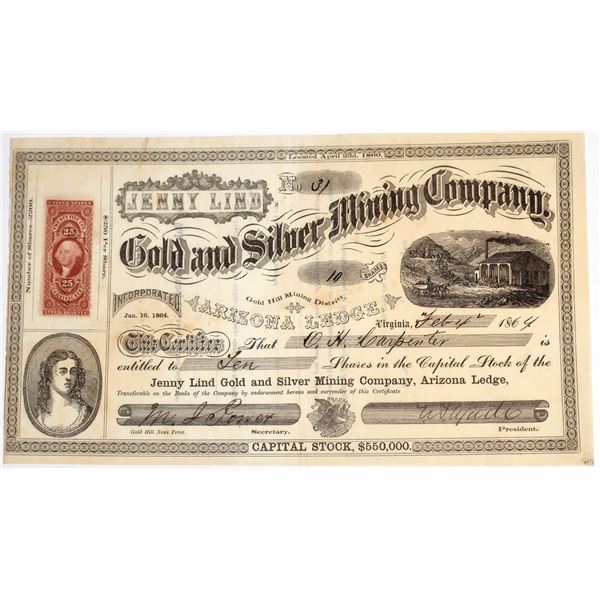 Located April 23d, 1860.
JENNY LIND
No. 31
Gold and Silver Mining Company.
10 SHARES
Gold Hill Mining District.
ARIZONA LEDGE.
INCORPORATED
Jan. 16, 1864.
Number of Shares-2200.
$250 Per Share.
25
25
Virginia, Feb 4 1864
This Certifies That O. H. Carpenter is
entitled to Ten Shares in the Capital Stock of the
Jenny Lind Gold and Silver Mining Company, Arizona Ledge,
Transferable on the Books of the Company by endorsement hereon and surrender of this Certificate
Gold Hill News Print.
Secretary.
President.
CAPITAL STOCK, $550,000.